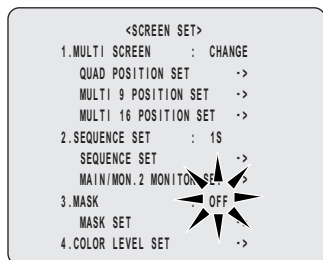 <SCREEN SET>
1.MULTI SCREEN : CHANGE
QUAD POSITION SET ->
MULTI 9 POSITION SET ->
MULTI 16 POSITION SET ->
2.SEQUENCE SET : 1S
SEQUENCE SET ->
MAIN/MON.2 MONITOR SET ->
3.MASK : OFF
MASK SET ->
4.COLOR LEVEL SET ->